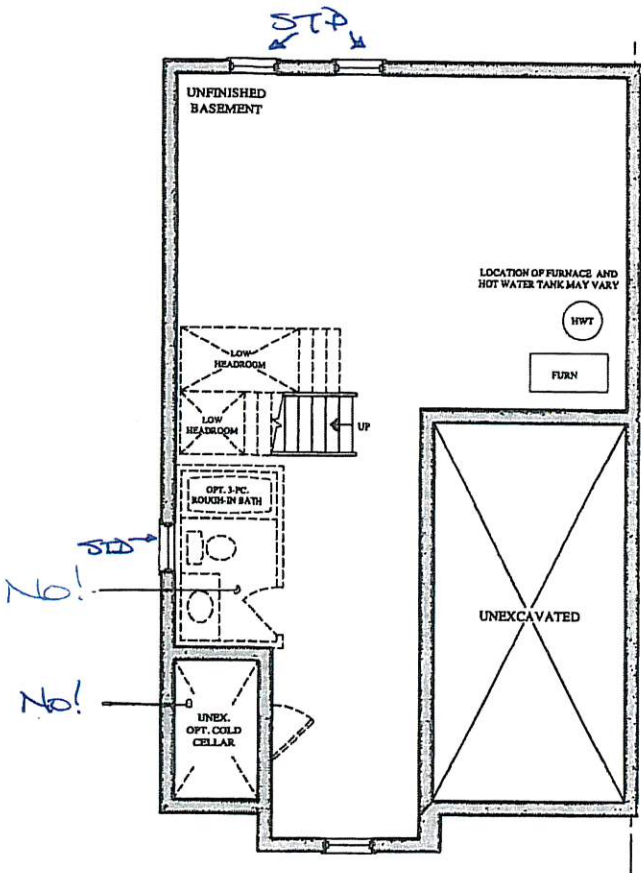 STD
UNFINISHED
BASEMENT
LOCATION OF FURNACE AND
HOT WATER TANK MAY VARY
HWT
FURN
LOW
HEADROOM
LOW
HEADROOM
UP
OPT. 3-PC.
ROUGH-IN BATH
STD
No!
UNEXCAVATED
No!
UNEX.
OPT. COLD
CELLAR